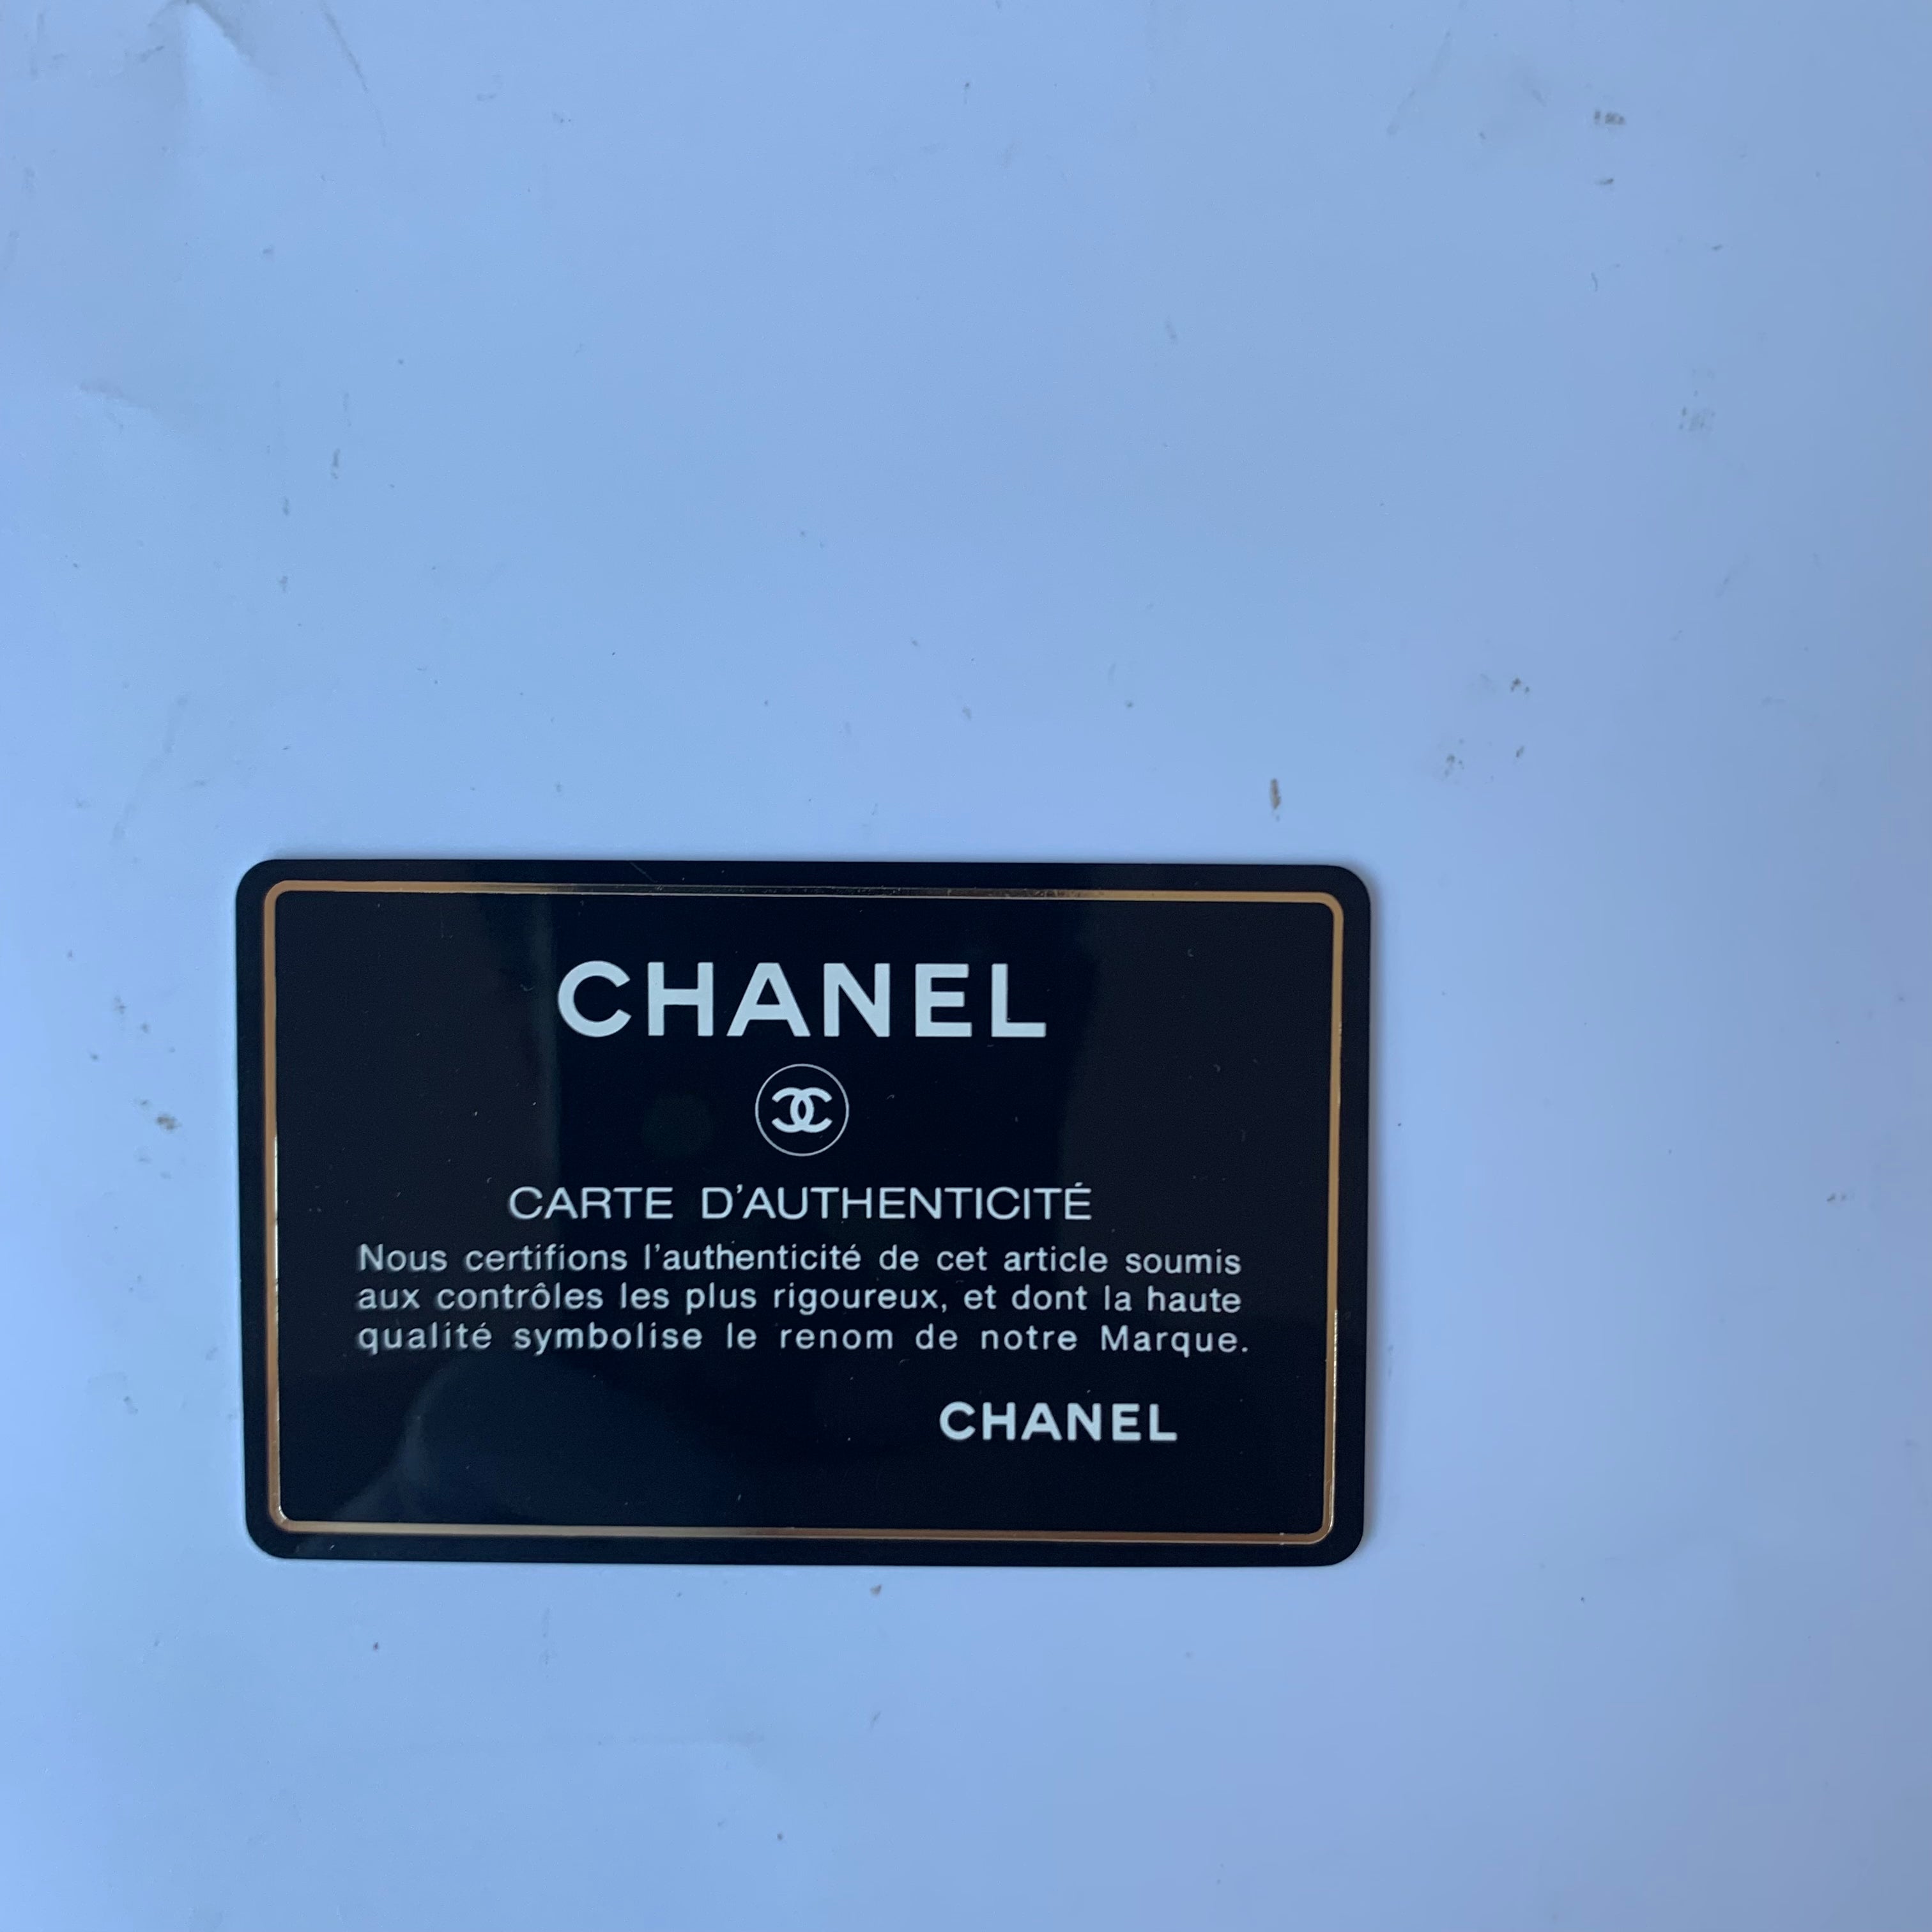 CHANEL
CARTE D'AUTHENTICITÉ
Nous certifions l'authenticité de cet article soumis
aux contrôles les plus rigoureux, et dont la haute
qualité symbolise le renom de notre Marque.
CHANEL